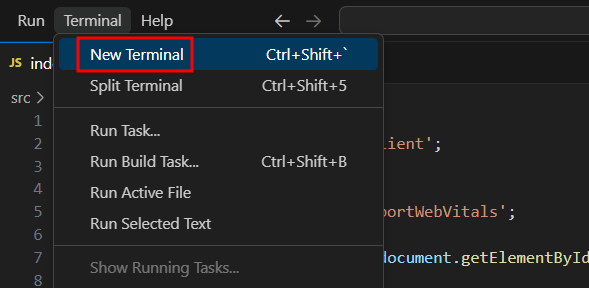 Run Terminal Help
New Terminal Ctrl+Shift+`
JS
Split Terminal Ctrl+Shift+5
src >
1
Run Task...
2 lient';
Run Build Task... Ctrl+Shift+B
3
4 Run Active File
5 ortWebVitals';
Run Selected Text
6
7 document.getElementById
Show Running Tasks...
8